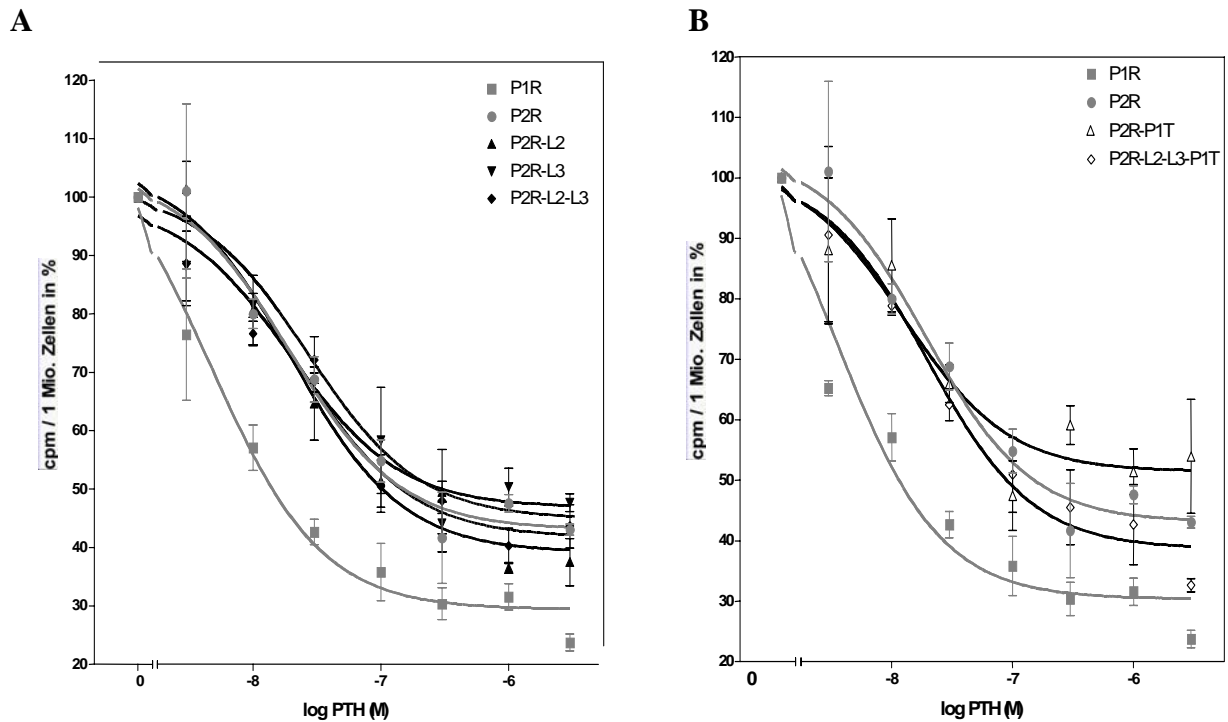 A
120
110
100
90
80
70
60
50
40
30
20
cpm / 1 Mio. Zellen in %
P1R
P2R
P2R-L2
P2R-L3
P2R-L2-L3
0
-8
-7
-6
log PTH (M)
B
120
110
100
90
80
70
60
50
40
30
20
cpm / 1 Mio. Zellen in %
P1R
P2R
P2R-P1T
P2R-L2-L3-P1T
0
-8
-7
-6
log PTH (M)